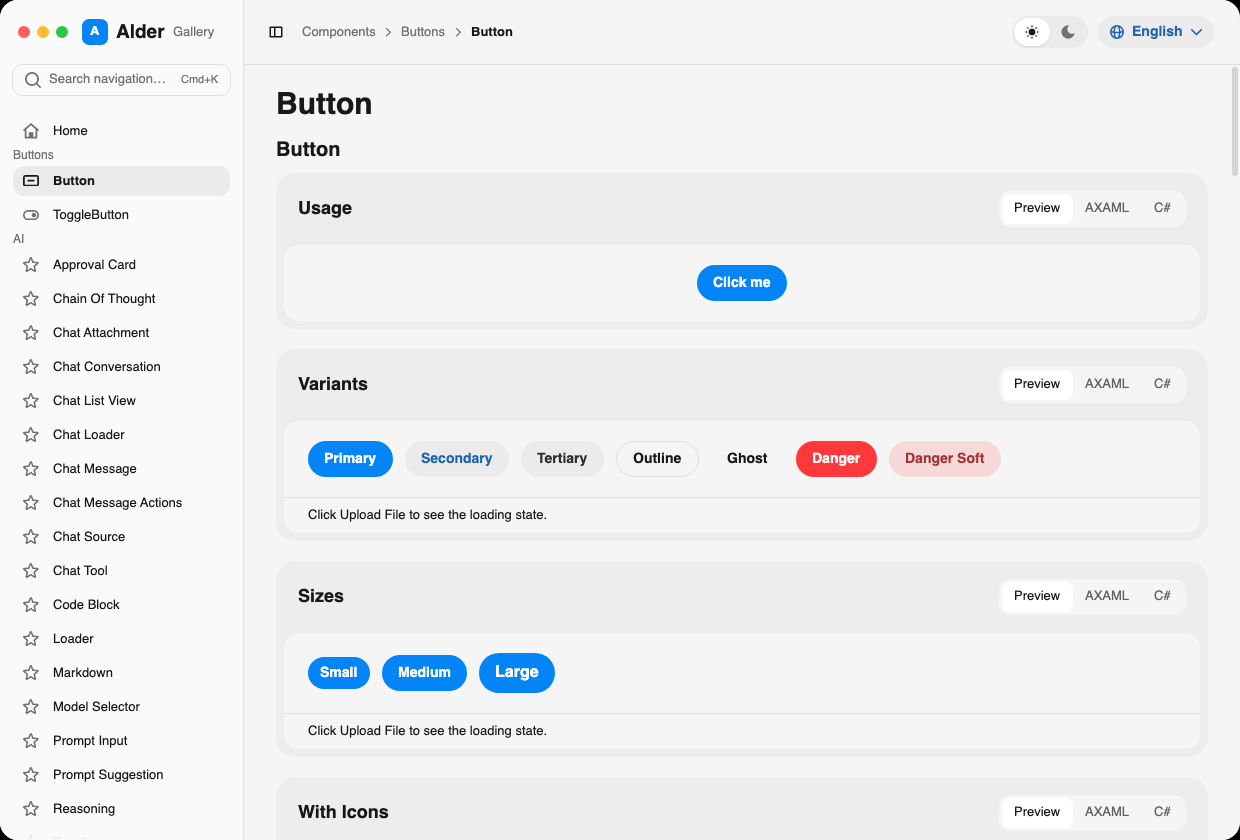 A Alder Gallery
Search navigation... Cmd+K
Home
Buttons
Button
ToggleButton
AI
Approval Card
Chain Of Thought
Chat Attachment
Chat Conversation
Chat List View
Chat Loader
Chat Message
Chat Message Actions
Chat Source
Chat Tool
Code Block
Loader
Markdown
Model Selector
Prompt Input
Prompt Suggestion
Reasoning
Components Buttons Button
English
Button
Button
Usage
Preview AXAML C#
Click me
Variants
Preview AXAML C#
Primary Secondary Tertiary Outline Ghost Danger Danger Soft
Click Upload File to see the loading state.
Sizes
Preview AXAML C#
Small Medium Large
Click Upload File to see the loading state.
With Icons
Preview AXAML C#